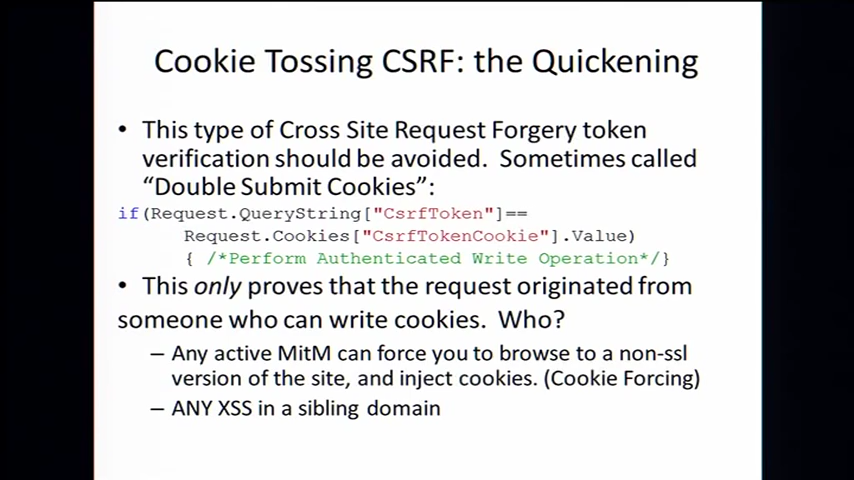 Cookie Tossing CSRF: the Quickening
• This type of Cross Site Request Forgery token
verification should be avoided. Sometimes called
“Double Submit Cookies”:
if(Request.QueryString["CsrfToken"]==
Request.Cookies["CsrfTokenCookie"].Value)
{ /*Perform Authenticated Write Operation*/}
• This only proves that the request originated from
someone who can write cookies. Who?
– Any active MitM can force you to browse to a non-ssl
version of the site, and inject cookies. (Cookie Forcing)
– ANY XSS in a sibling domain